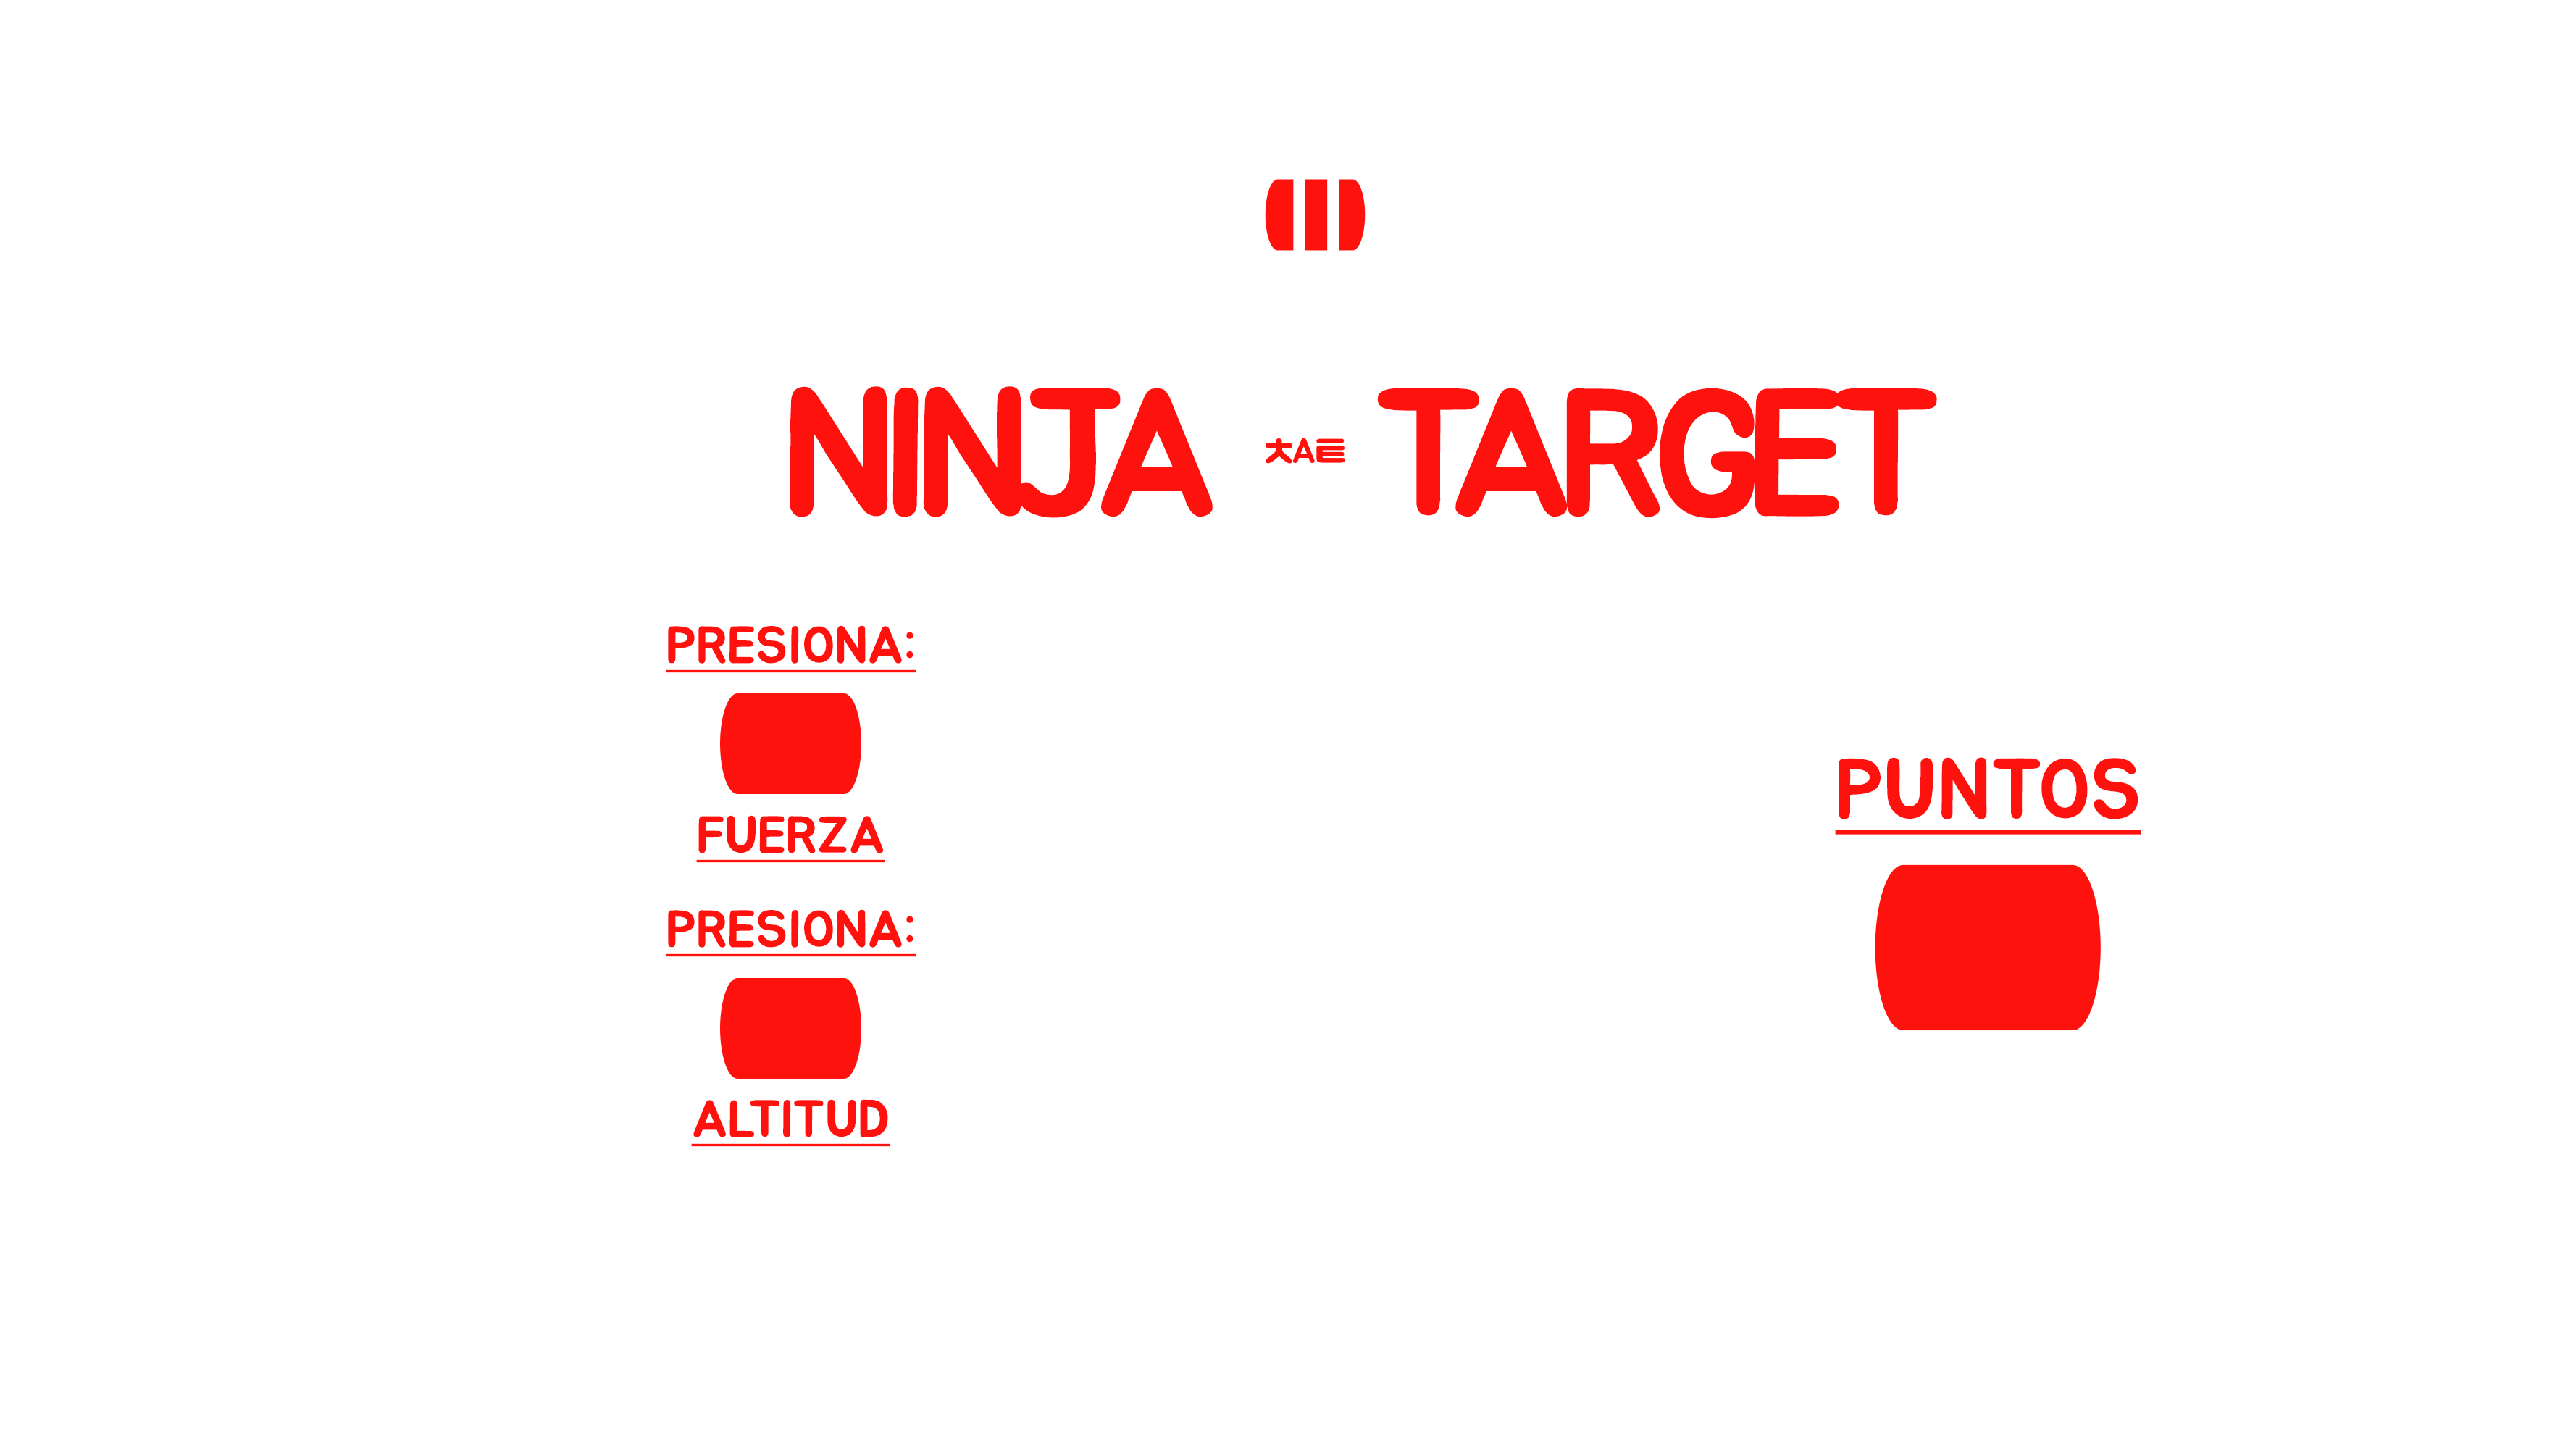 NINJA TARGET
PRESIONA:
FUERZA
PRESIONA:
ALTITUD
PUNTOS